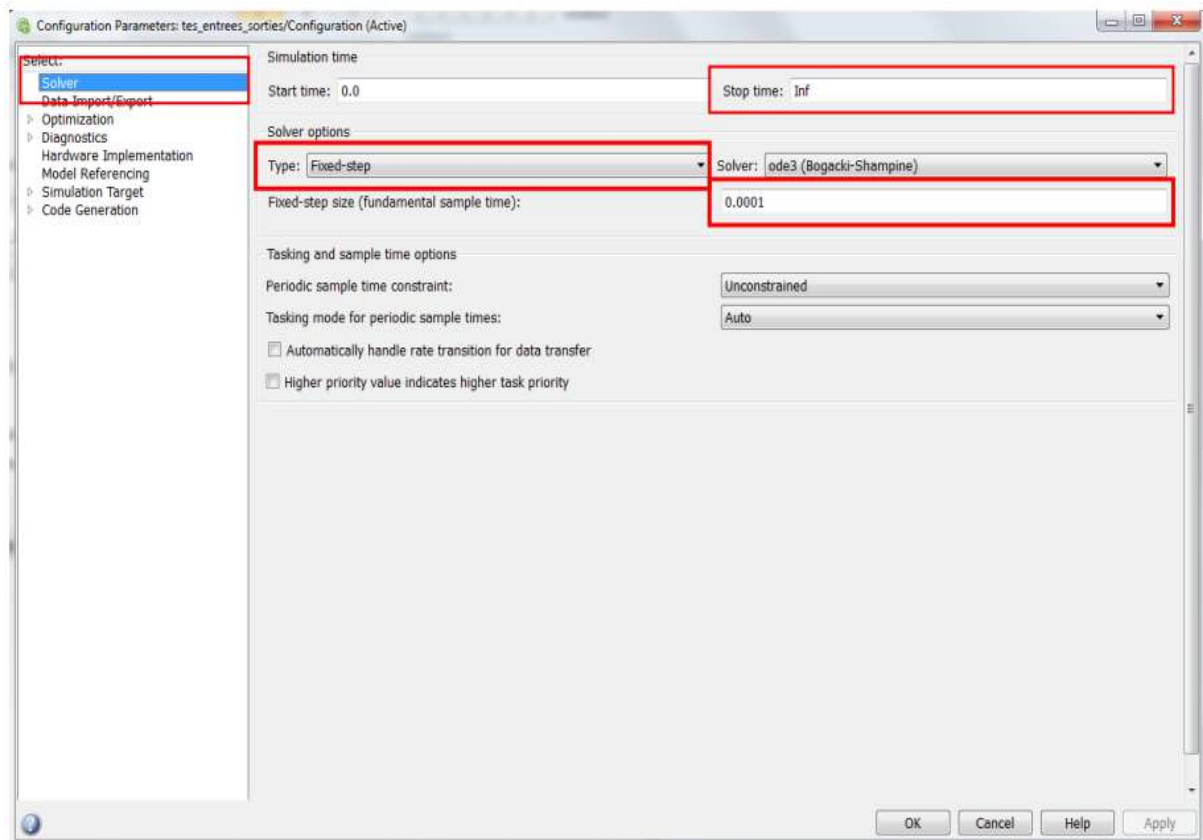 Configuration Parameters: tes_entrees_sorties/Configuration (Active)
Select:
Solver
Data Import/Export
Optimization
Diagnostics
Hardware Implementation
Model Referencing
Simulation Target
Code Generation
Simulation time
Start time: 0.0 Stop time: Inf
Solver options
Type: Fixed-step Solver: ode3 (Bogacki-Shampine)
Fixed-step size (fundamental sample time): 0.0001
Tasking and sample time options
Periodic sample time constraint: Unconstrained
Tasking mode for periodic sample times: Auto
Automatically handle rate transition for data transfer
Higher priority value indicates higher task priority
OK Cancel Help Apply